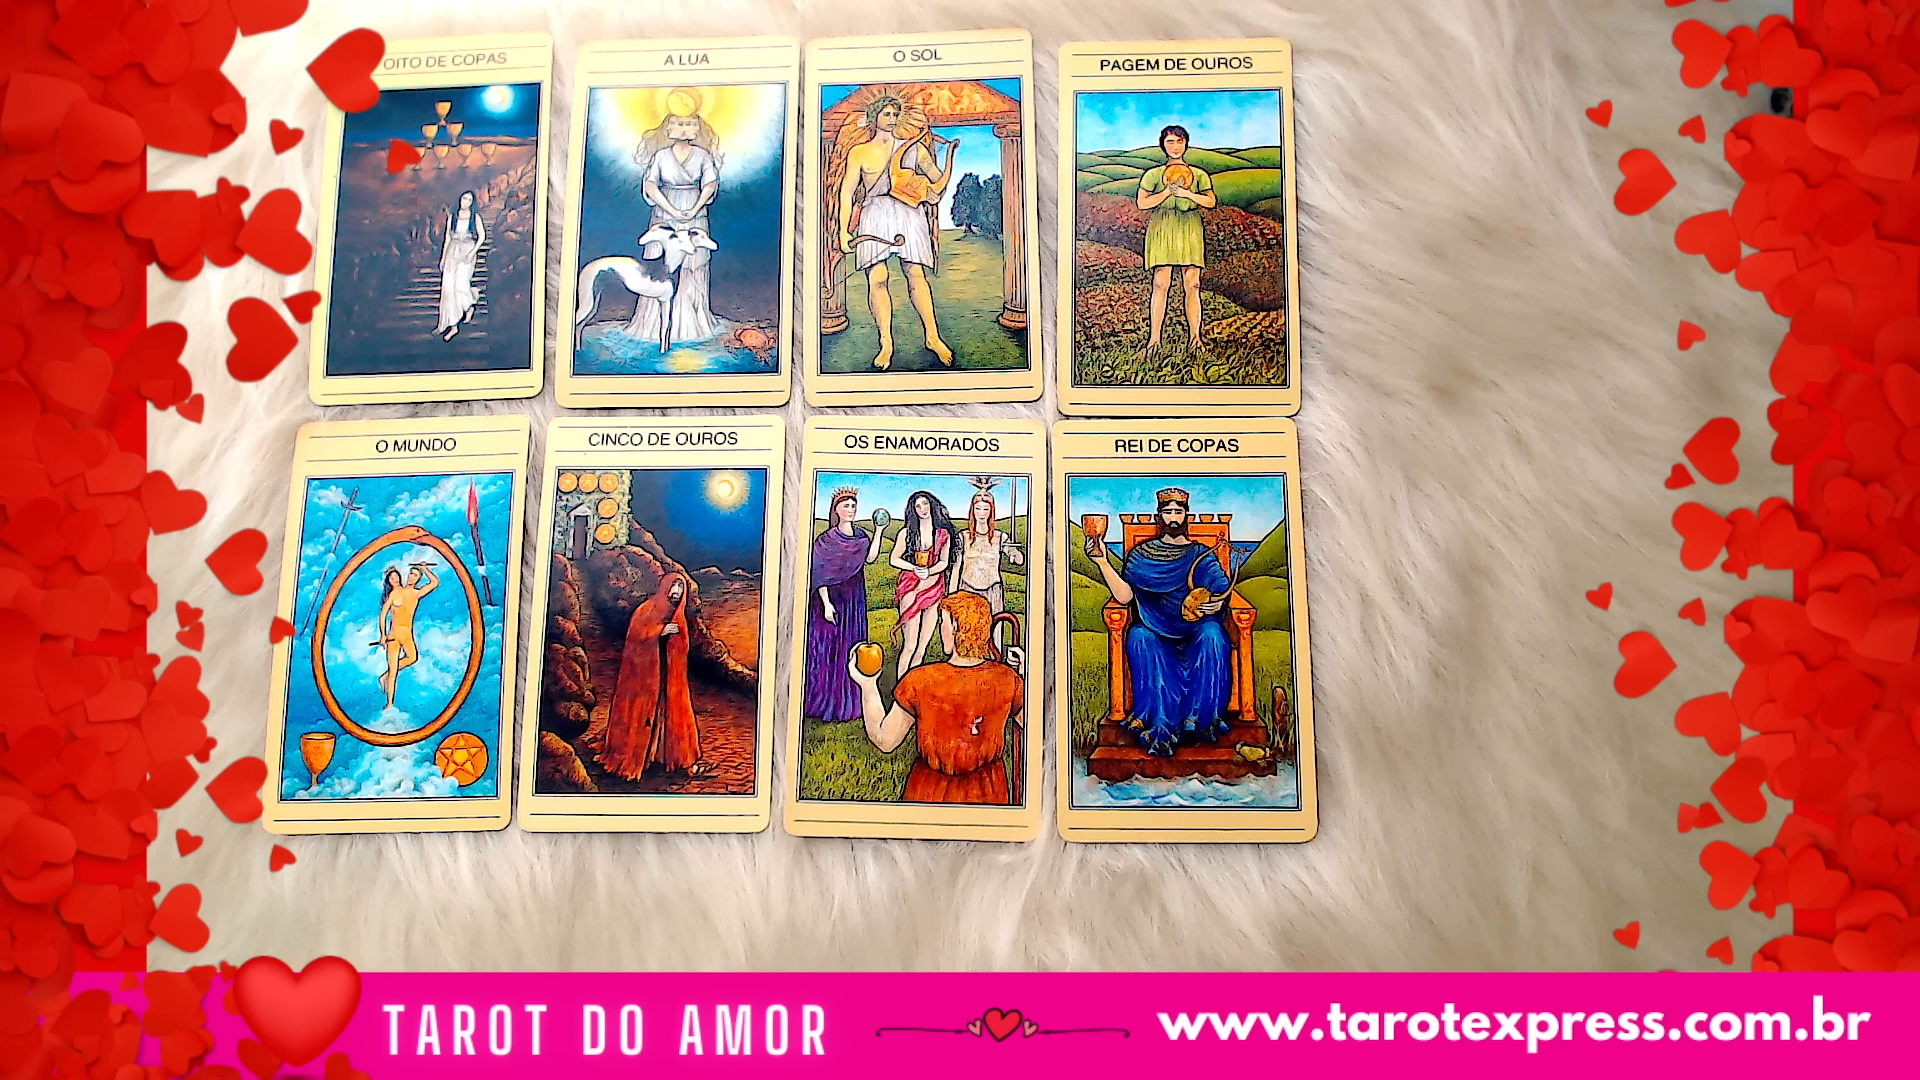 OITO DE COPAS
A LUA
O SOL
PAGEM DE OUROS
O MUNDO
CINCO DE OUROS
OS ENAMORADOS
REI DE COPAS
TAROT DO AMOR
www.tarotexpress.com.br